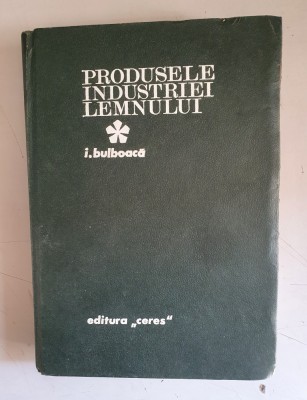 PRODUSELE
INDUSTRIEI
LEMNULUI
i.bulboacă
editura „ceres“